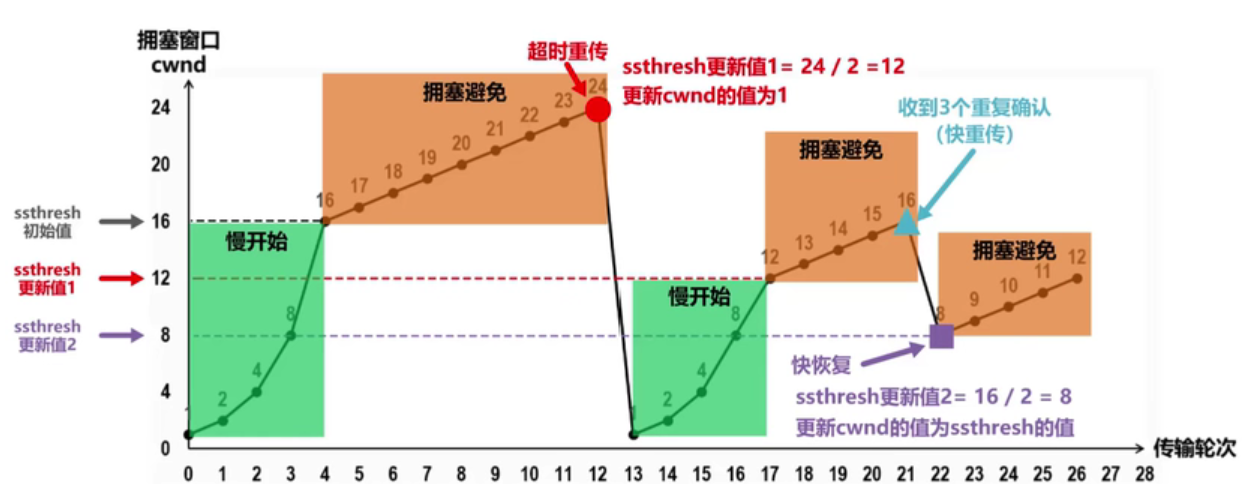 拥塞窗口
cwnd
超时重传
ssthresh更新值1= 24 / 2 =12
更新cwnd的值为1
收到3个重复确认
（快重传）
拥塞避免
拥塞避免
拥塞避免
慢开始
慢开始
24
20
16
12
8
4
0
ssthresh
初始值
ssthresh
更新值1
ssthresh
更新值2
2
4
8
16
17
18
19
20
21
22
23
24
1
2
4
8
12
13
14
15
16
8
9
10
11
12
快恢复
ssthresh更新值2= 16 / 2 = 8
更新cwnd的值为ssthresh的值
传输轮次
0 1 2 3 4 5 6 7 8 9 10 11 12 13 14 15 16 17 18 19 20 21 22 23 24 25 26 27 28